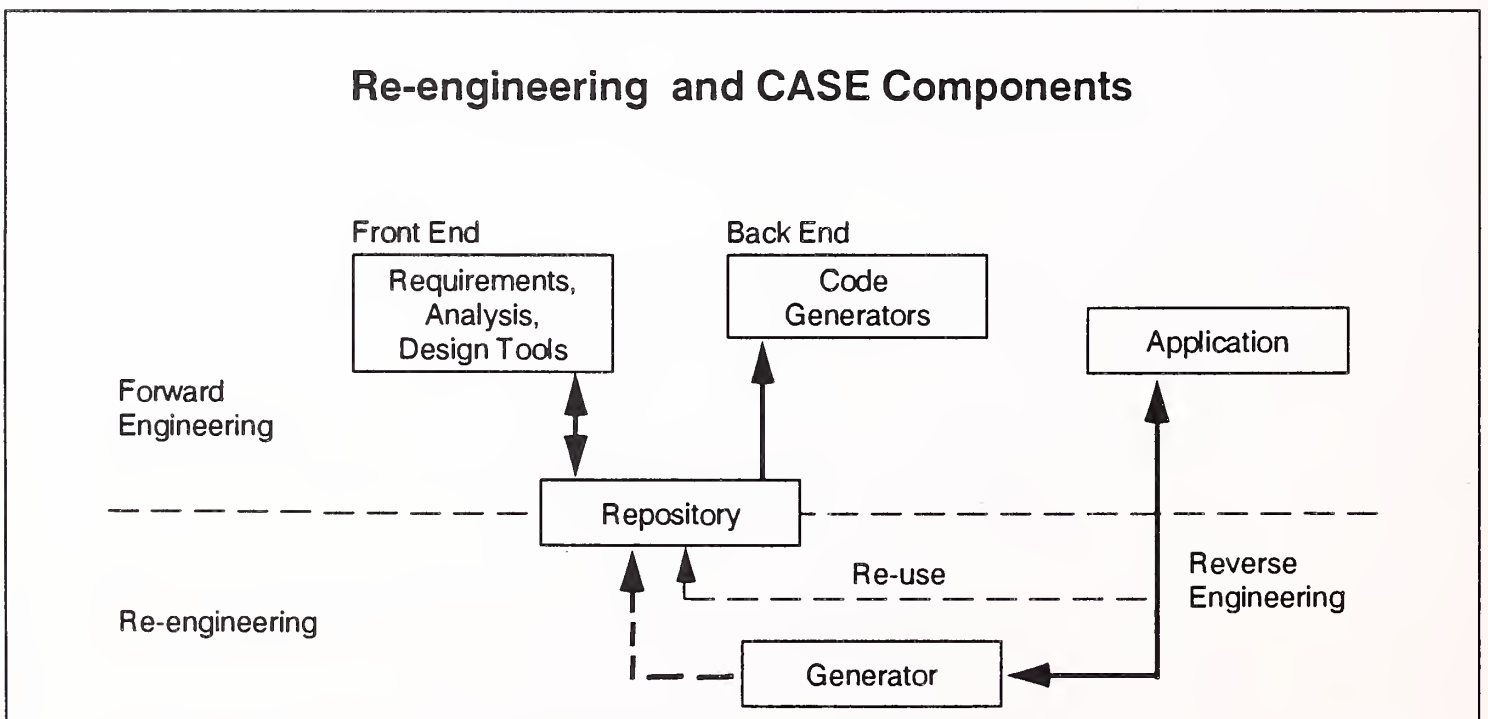 Re-engineering and CASE Components
Front End
Requirements,
Analysis,
Design Tools
Back End
Code
Generators
Application
Forward
Engineering
Repository
Re-use
Reverse
Engineering
Re-engineering
Generator